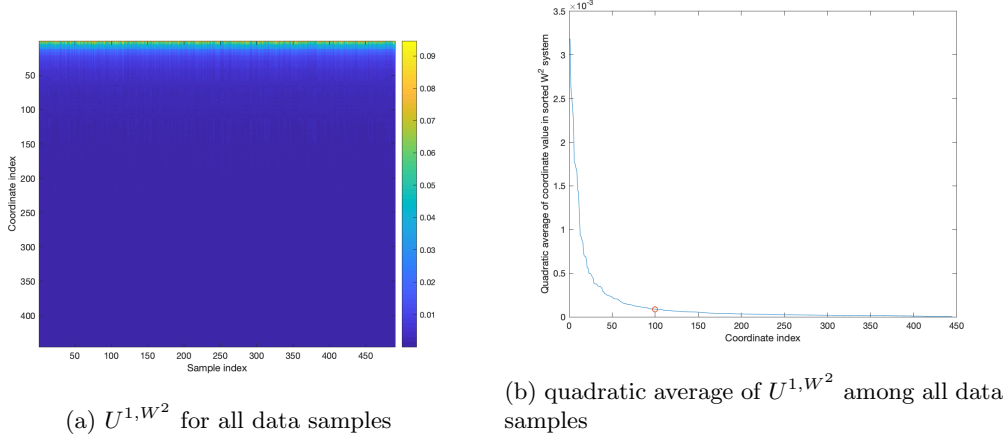 50
100
150
200
250
300
350
400
Coordinate index
50 100 150 200 250 300 350 400 450
Sample index
0.09
0.08
0.07
0.06
0.05
0.04
0.03
0.02
0.01
(a) U^{1,W^2} for all data samples
×10^{-3}
3.5
3
2.5
2
1.5
1
0.5
0
Quadratic average of coordinate value in sorted W^2 system
0 50 100 150 200 250 300 350 400 450
Coordinate index
(b) quadratic average of U^{1,W^2} among all data
samples